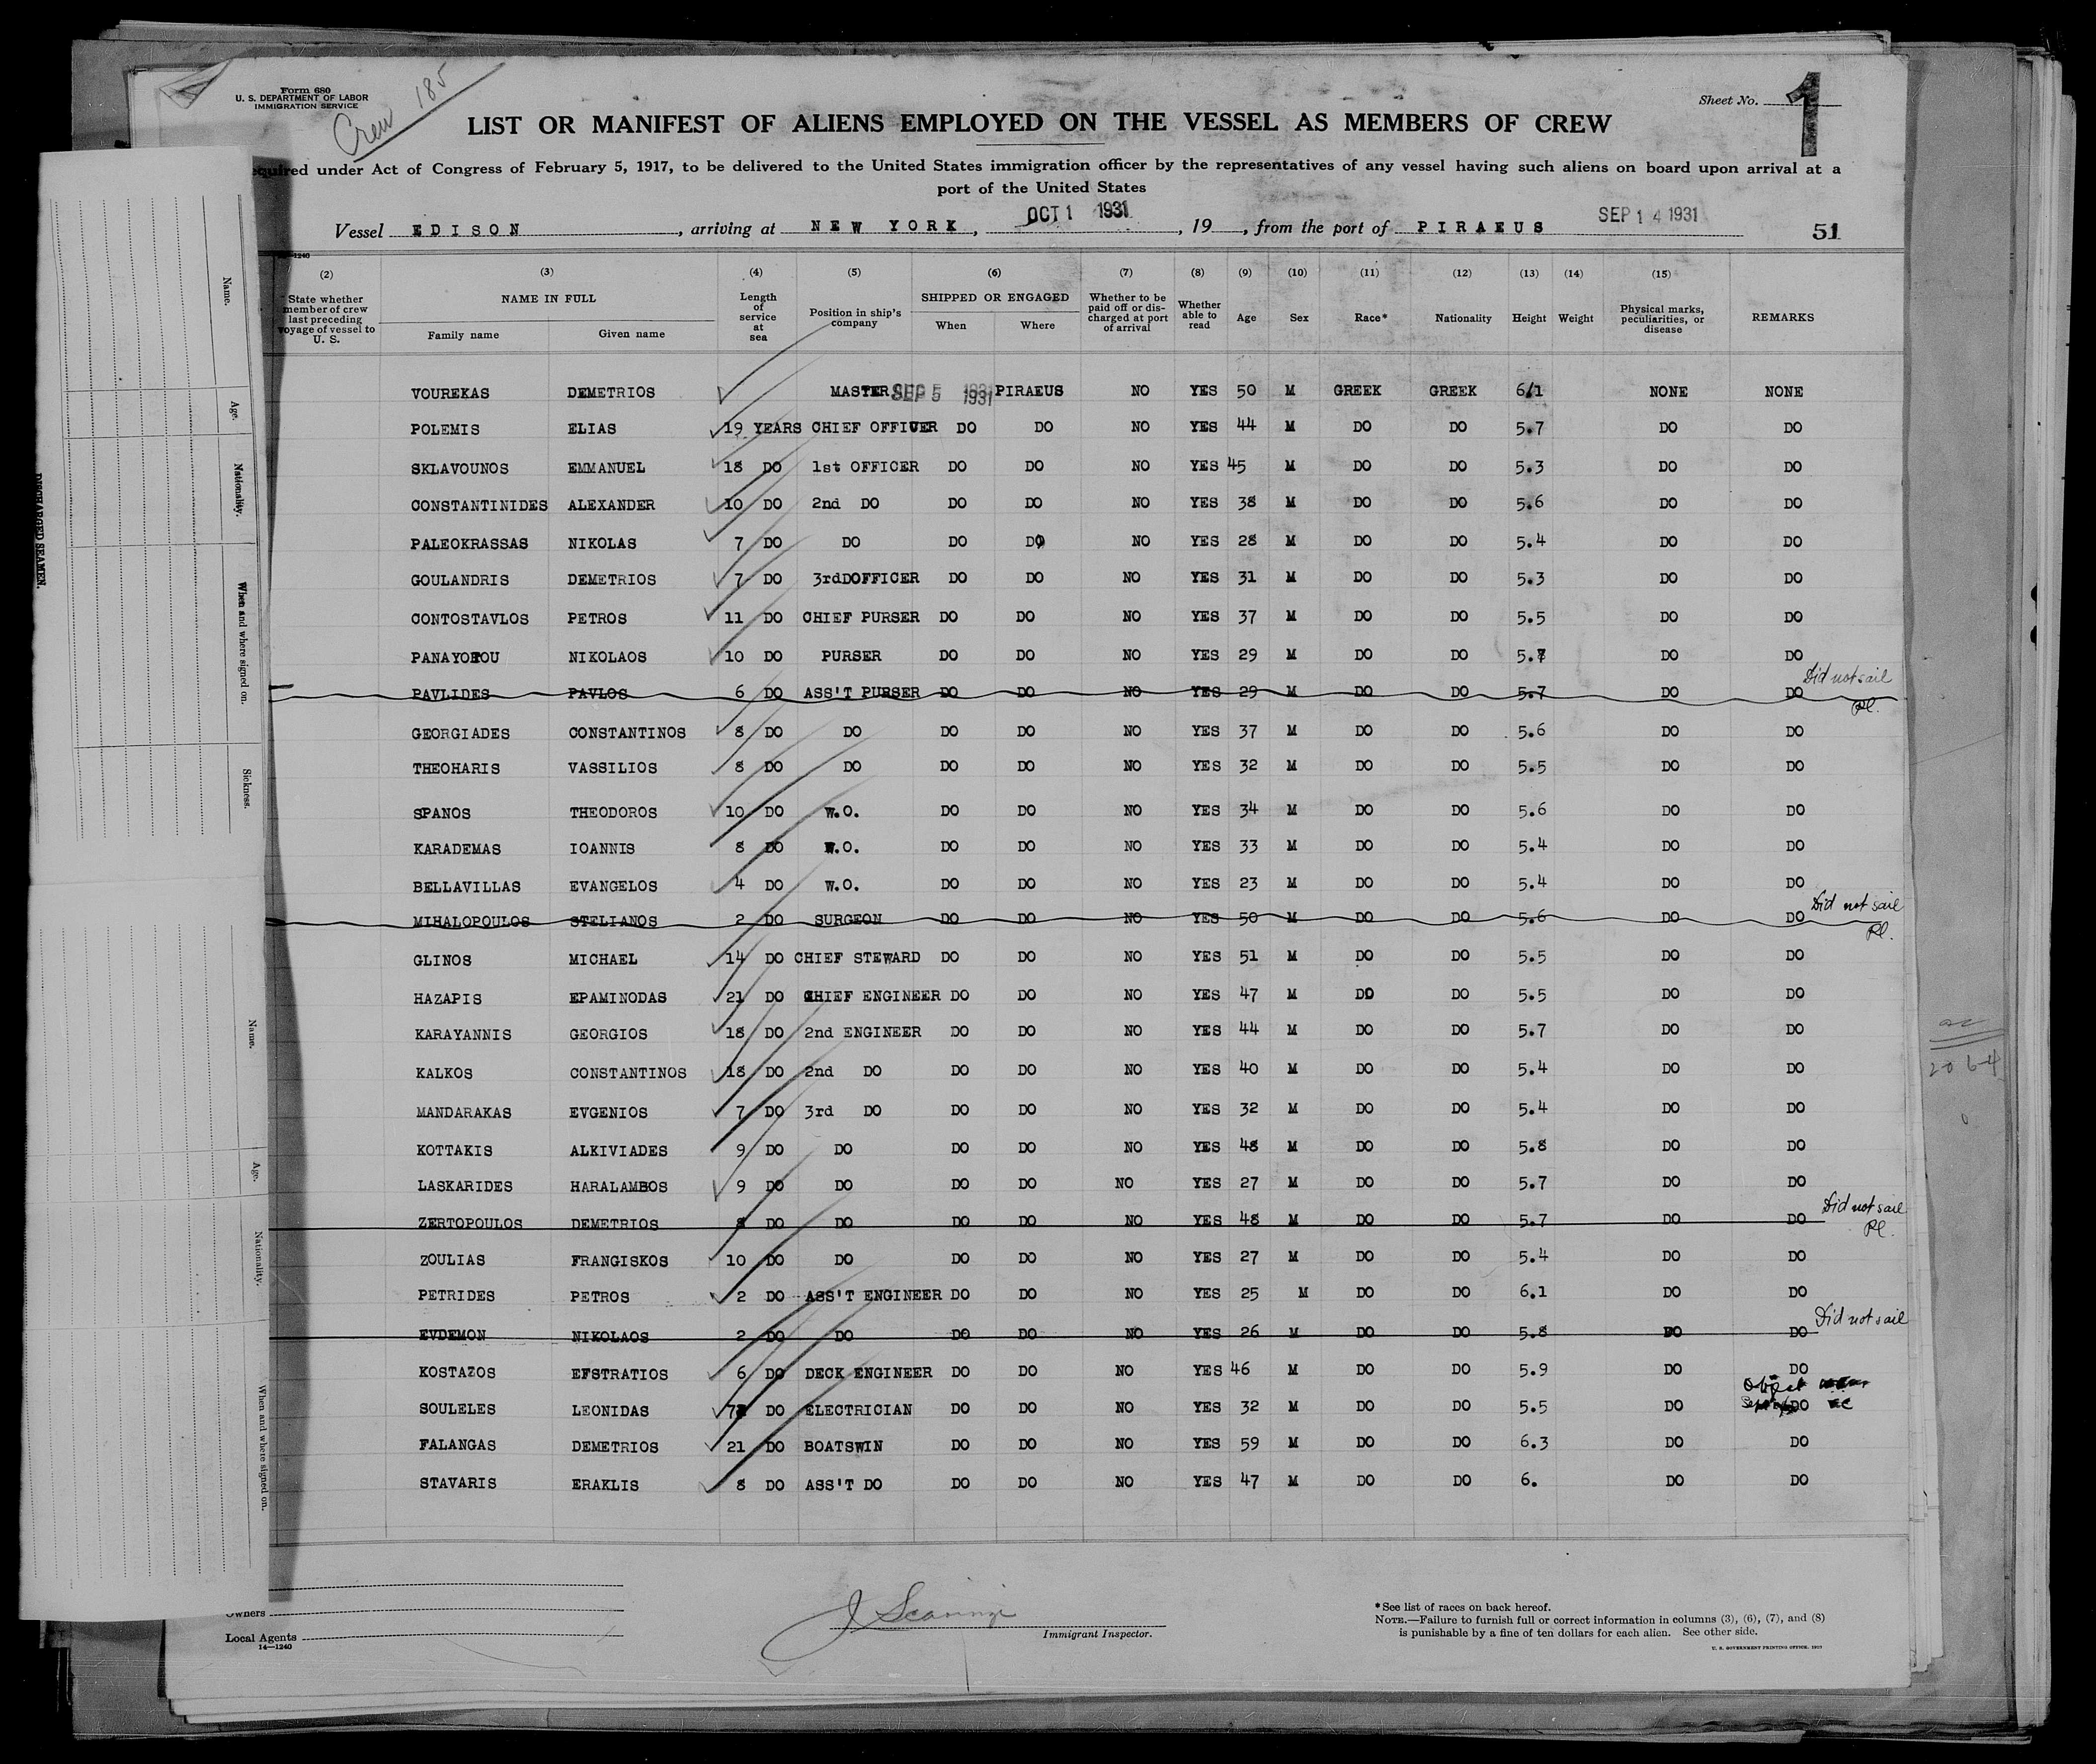 Form 680
U. S. DEPARTMENT OF LABOR
IMMIGRATION SERVICE
Crew 185
Sheet No. 1
LIST OR MANIFEST OF ALIENS EMPLOYED ON THE VESSEL AS MEMBERS OF CREW
quired under Act of Congress of February 5, 1917, to be delivered to the United States immigration officer by the representatives of any vessel having such aliens on board upon arrival at a
port of the United States
Vessel EDISON, arriving at NEW YORK, OCT 1 1931, 19, from the port of PIRAEUS SEP 14 1931 51
(2) (3) (4) (5) (6) (7) (8) (9) (10) (11) (12) (13) (14) (15)
State whether member of crew last preceding voyage of vessel to U. S. NAME IN FULL Family name Given name Length of service at sea Position in ship's company SHIPPED OR ENGAGED When Where Whether to be paid off or discharged at port of arrival Whether able to read Age Sex Race* Nationality Height Weight Physical marks, peculiarities, or disease REMARKS
VOUREKAS DEMETRIOS MASTER SEP 5 1931 PIRAEUS NO YES 50 M GREEK GREEK 6/1 NONE NONE
POLEMIS ELIAS 19 YEARS CHIEF OFFICER DO DO NO YES 44 M DO DO 5.7 DO DO
SKLAVOUNOS EMMANUEL 18 DO 1st OFFICER DO DO NO YES 45 M DO DO 5.3 DO DO
CONSTANTINIDES ALEXANDER 10 DO 2nd DO DO DO NO YES 38 M DO DO 5.6 DO DO
PALEOKRASSAS NIKOLAS 7 DO DO DO DO NO YES 28 M DO DO 5.4 DO DO
GOULANDRIS DEMETRIOS 7 DO 3rdDOFFICER DO DO NO YES 31 M DO DO 5.3 DO DO
CONTOSTAVLOS PETROS 11 DO CHIEF PURSER DO DO NO YES 37 M DO DO 5.5 DO DO
PANAYOTOU NIKOLAOS 10 DO PURSER DO DO NO YES 29 M DO DO 5.7 DO DO
PAVLIDES PAVLOS 6 DO ASS'T PURSER DO DO NO YES 29 M DO DO 5.7 DO DO Did not sail
GEORGIADES CONSTANTINOS 8 DO DO DO DO NO YES 37 M DO DO 5.6 DO DO
THEOHARIS VASSILIOS 8 DO DO DO DO NO YES 32 M DO DO 5.5 DO DO
SPANOS THEODOROS 10 DO W.O. DO DO NO YES 34 M DO DO 5.6 DO DO
KARADEMAS IOANNIS 8 DO W.O. DO DO NO YES 33 M DO DO 5.4 DO DO
BELLAVILLAS EVANGELOS 4 DO W.O. DO DO NO YES 23 M DO DO 5.4 DO DO
MIHALOPOULOS STELIANOS 2 DO SURGEON DO DO NO YES 50 M DO DO 5.6 DO DO Did not sail
GLINOS MICHAEL 14 DO CHIEF STEWARD DO DO NO YES 51 M DO DO 5.5 DO DO
HAZAPIS EPAMINODAS 21 DO CHIEF ENGINEER DO DO NO YES 47 M DO DO 5.5 DO DO
KARAYANNIS GEORGIOS 18 DO 2nd ENGINEER DO DO NO YES 44 M DO DO 5.7 DO DO
KALKOS CONSTANTINOS 18 DO 2nd DO DO DO NO YES 40 M DO DO 5.4 DO DO
MANDARAKAS EVGENIOS 7 DO 3rd DO DO DO NO YES 32 M DO DO 5.4 DO DO
KOTTAKIS ALKIVIADES 9 DO DO DO DO NO YES 48 M DO DO 5.8 DO DO
LASKARIDES HARALAMBOS 9 DO DO DO DO NO YES 27 M DO DO 5.7 DO DO
ZERTOPOULOS DEMETRIOS 8 DO DO DO DO NO YES 48 M DO DO 5.7 DO DO Did not sail
ZOULIAS FRANGISKOS 10 DO DO DO DO NO YES 27 M DO DO 5.4 DO DO
PETRIDES PETROS 2 DO ASS'T ENGINEER DO DO NO YES 25 M DO DO 6.1 DO DO
EVDEMON NIKOLAOS 2 DO DO DO DO NO YES 26 M DO DO 5.8 DO DO Did not sail
KOSTAZOS EFSTRATIOS 6 DO DECK ENGINEER DO DO NO YES 46 M DO DO 5.9 DO DO
SOULELES LEONIDAS 7 DO ELECTRICIAN DO DO NO YES 32 M DO DO 5.5 DO DO
FALANGAS DEMETRIOS 21 DO BOATSWIN DO DO NO YES 59 M DO DO 6.3 DO DO
STAVARIS ERAKLIS 8 DO ASS'T DO DO DO NO YES 47 M DO DO 6. DO DO
Owners
Local Agents
14—1240
Immigrant Inspector.
*See list of races on back hereof.
NOTE.—Failure to furnish full or correct information in columns (3), (6), (7), and (8)
is punishable by a fine of ten dollars for each alien. See other side.
DISCHARGED SEAMEN.
Name.
Age.
Nationality.
When and where signed on.
Sickness.
Name.
Age.
Nationality.
When and where signed on.